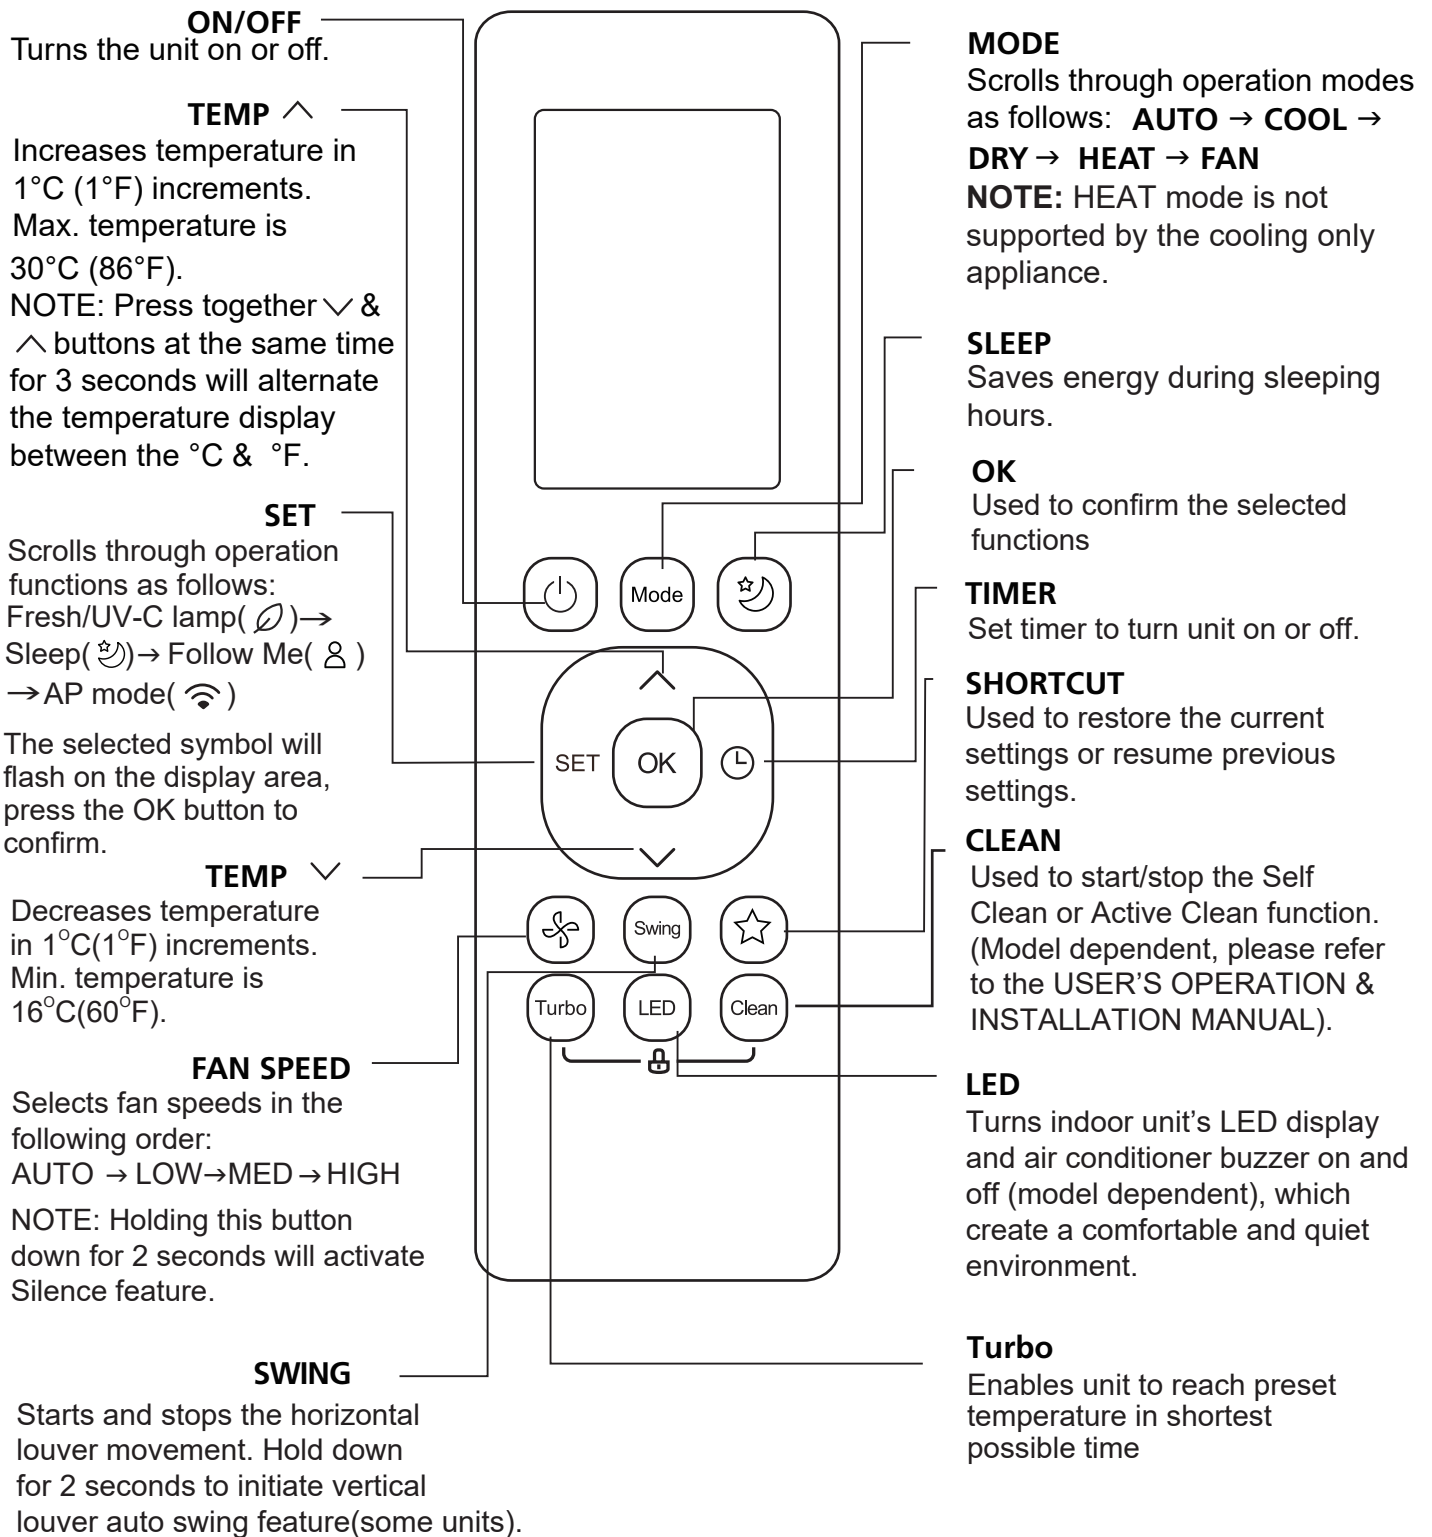 ON/OFF
Turns the unit on or off.
TEMP ︿
Increases temperature in
1°C (1°F) increments.
Max. temperature is
30°C (86°F).
NOTE: Press together ﹀ &
︿ buttons at the same time
for 3 seconds will alternate
the temperature display
between the °C & °F.
SET
Scrolls through operation
functions as follows:
Fresh/UV-C lamp( )→
Sleep( )→ Follow Me( )
→AP mode( )
The selected symbol will
flash on the display area,
press the OK button to
confirm.
TEMP ﹀
Decreases temperature
in 1°C(1°F) increments.
Min. temperature is
16°C(60°F).
FAN SPEED
Selects fan speeds in the
following order:
AUTO → LOW→MED→HIGH
NOTE: Holding this button
down for 2 seconds will activate
Silence feature.
SWING
Starts and stops the horizontal
louver movement. Hold down
for 2 seconds to initiate vertical
louver auto swing feature(some units).
Mode
SET
OK
Swing
Turbo
LED
Clean
MODE
Scrolls through operation modes
as follows: AUTO → COOL →
DRY → HEAT → FAN
NOTE: HEAT mode is not
supported by the cooling only
appliance.
SLEEP
Saves energy during sleeping
hours.
OK
Used to confirm the selected
functions
TIMER
Set timer to turn unit on or off.
SHORTCUT
Used to restore the current
settings or resume previous
settings.
CLEAN
Used to start/stop the Self
Clean or Active Clean function.
(Model dependent, please refer
to the USER’S OPERATION &
INSTALLATION MANUAL).
LED
Turns indoor unit’s LED display
and air conditioner buzzer on and
off (model dependent), which
create a comfortable and quiet
environment.
Turbo
Enables unit to reach preset
temperature in shortest
possible time